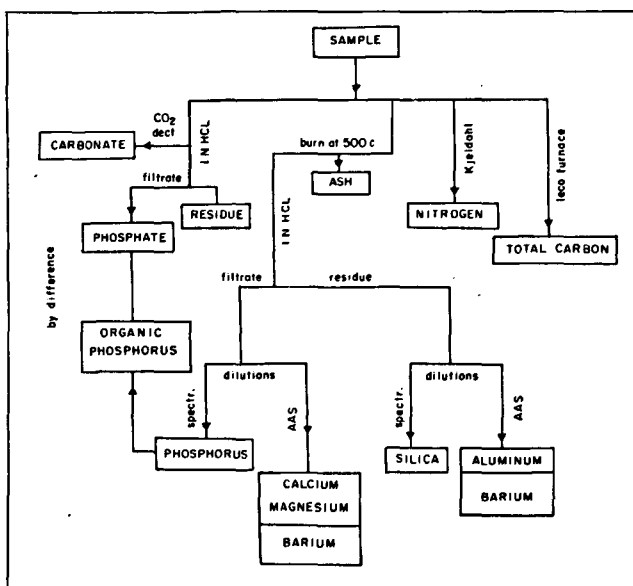 SAMPLE
CO2
dect
1 N HCL
CARBONATE
burn at 500 c
Kjeldahl
leco furnace
ASH
filtrate
RESIDUE
1 N HCL
NITROGEN
PHOSPHATE
TOTAL CARBON
filtrate
residue
by difference
ORGANIC
PHOSPHORUS
dilutions
dilutions
spectr.
AAS
spectr.
AAS
PHOSPHORUS
SILICA
ALUMINUM
CALCIUM
MAGNESIUM
BARIUM
BARIUM